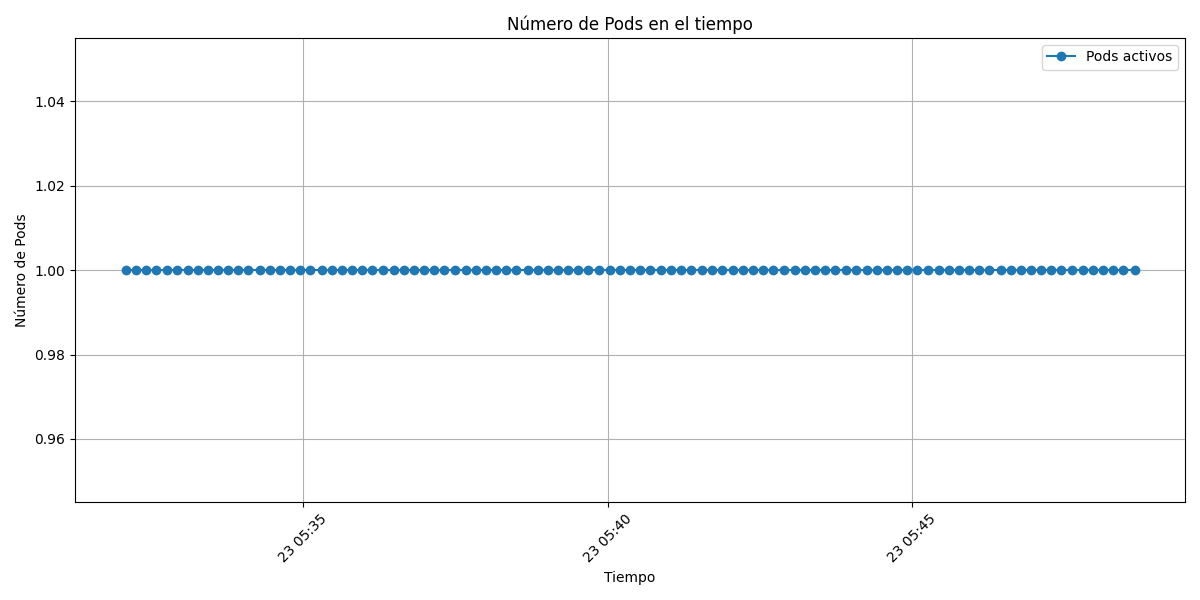 Número de Pods en el tiempo
Pods activos
1.04
1.02
1.00
0.98
0.96
Número de Pods
23 05:35
23 05:40
23 05:45
Tiempo